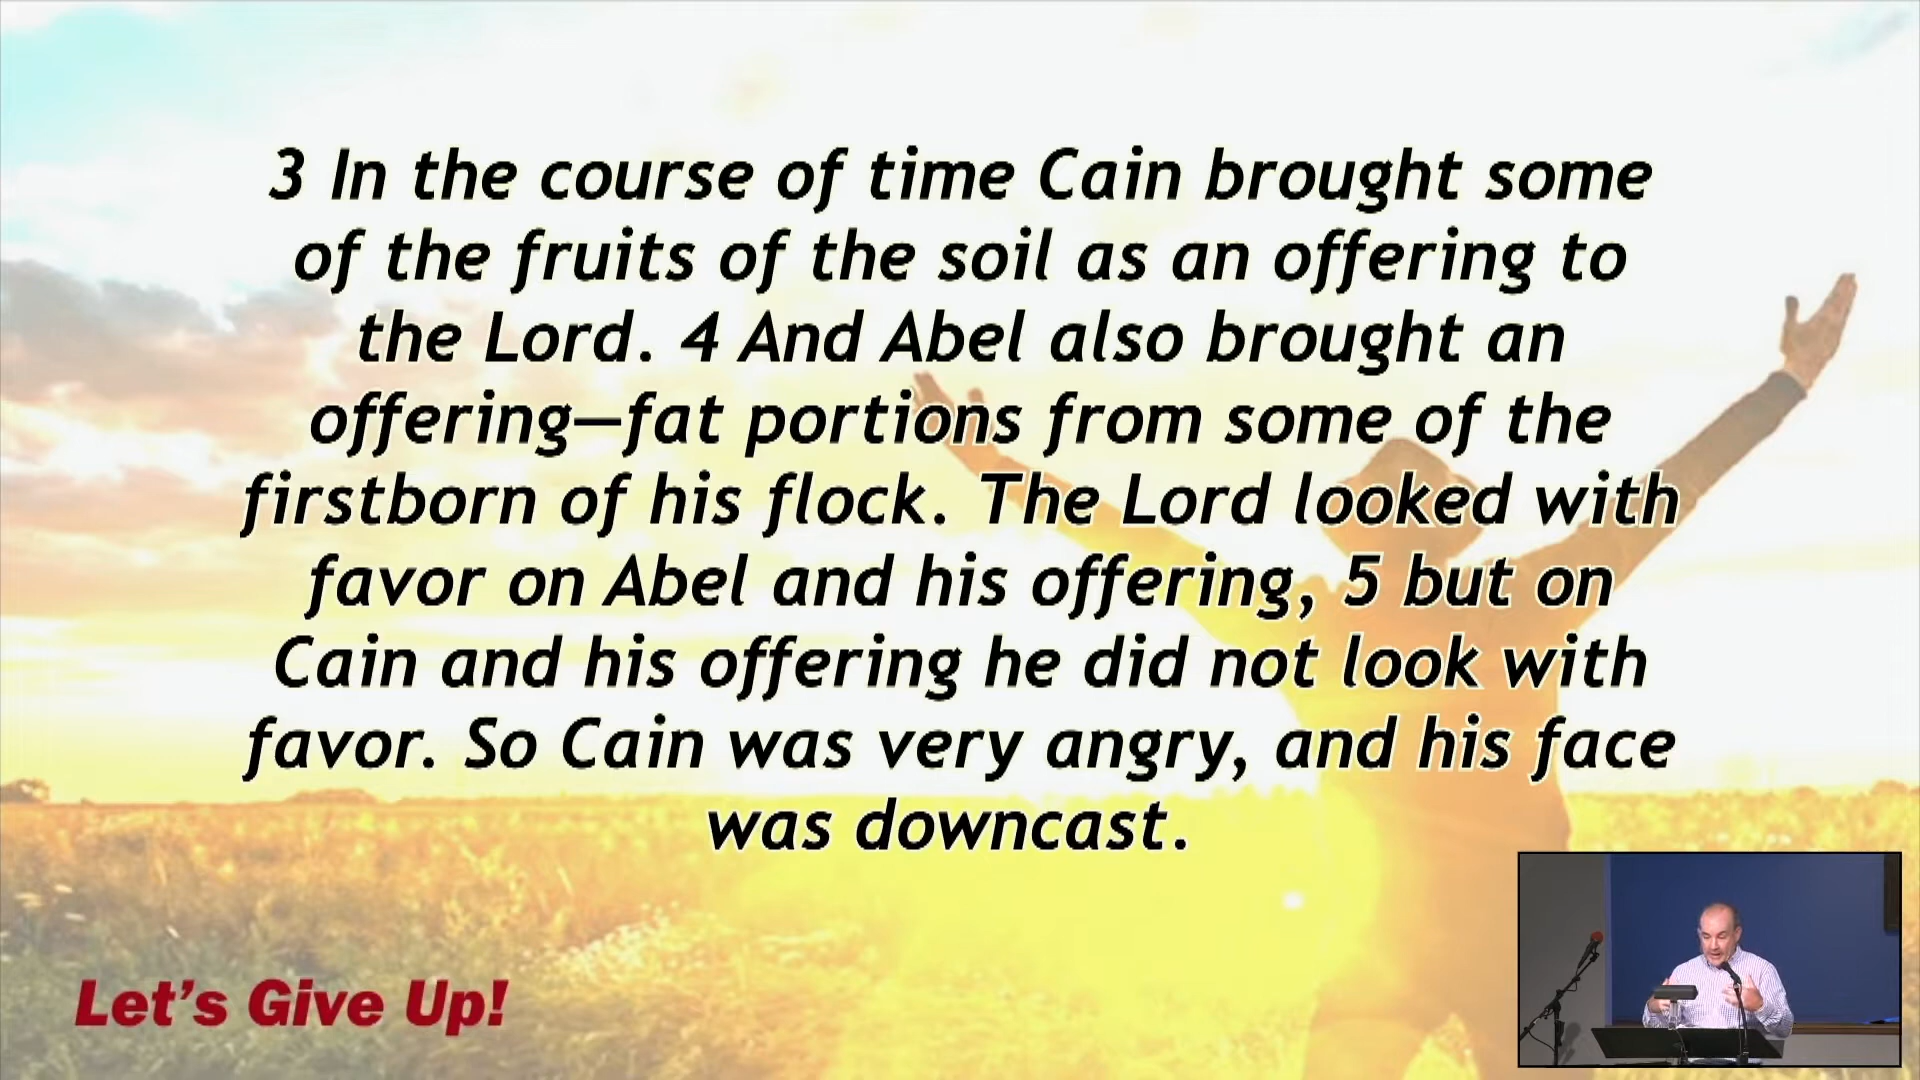 3 In the course of time Cain brought some
of the fruits of the soil as an offering to
the Lord. 4 And Abel also brought an
offering—fat portions from some of the
firstborn of his flock. The Lord looked with
favor on Abel and his offering, 5 but on
Cain and his offering he did not look with
favor. So Cain was very angry, and his face
was downcast.
Let's Give Up!